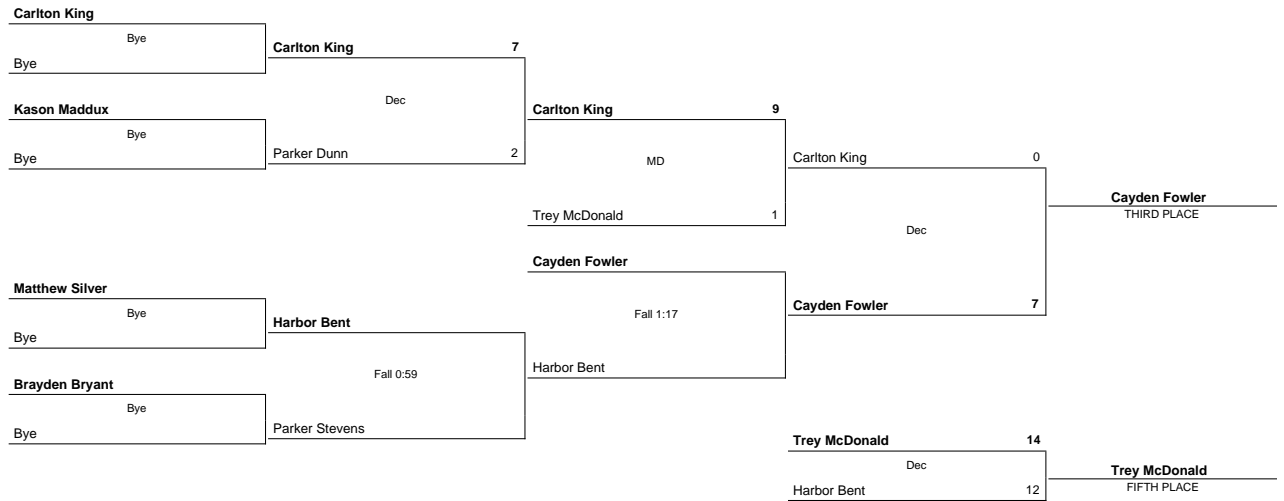 Carlton King
Bye
Bye
Kason Maddux
Bye
Bye
Matthew Silver
Bye
Bye
Brayden Bryant
Bye
Bye
Carlton King 7
Dec
Parker Dunn 2
Harbor Bent
Fall 0:59
Parker Stevens
Carlton King 9
MD
Trey McDonald 1
Cayden Fowler
Fall 1:17
Harbor Bent
Carlton King 0
Dec
Cayden Fowler 7
Cayden Fowler
THIRD PLACE
Trey McDonald 14
Dec
Harbor Bent 12
Trey McDonald
FIFTH PLACE